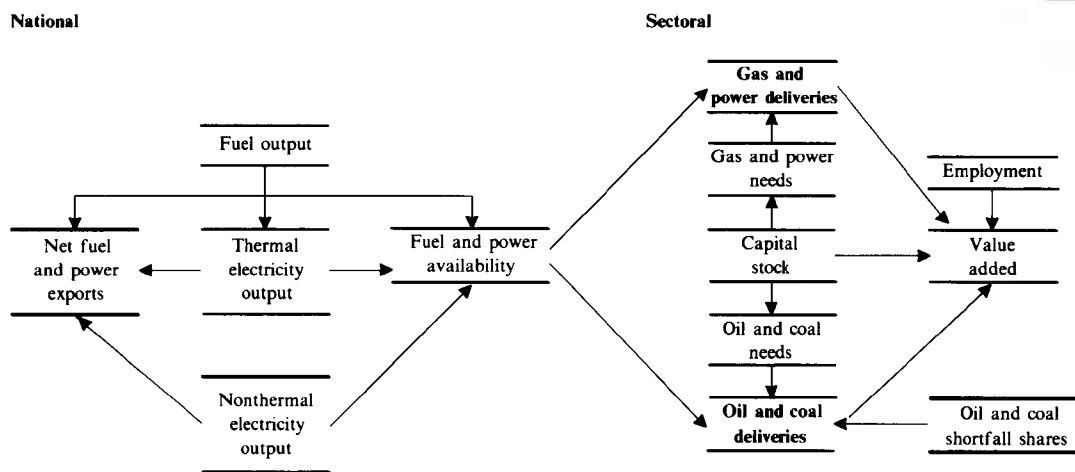 National
Sectoral
Gas and
power deliveries
Fuel output
Gas and power
needs
Employment
Net fuel
and power
exports
Thermal
electricity
output
Fuel and power
availability
Capital
stock
Value
added
Oil and coal
needs
Nonthermal
electricity
output
Oil and coal
deliveries
Oil and coal
shortfall shares